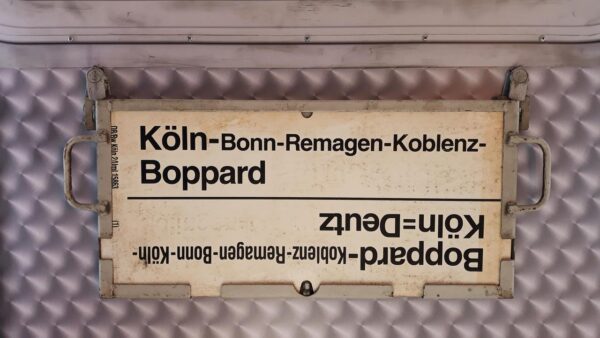 Köln-Bonn-Remagen-Koblenz-
Boppard
Boppard-Koblenz-Remagen-Bonn-Köln-
Köln=Deutz